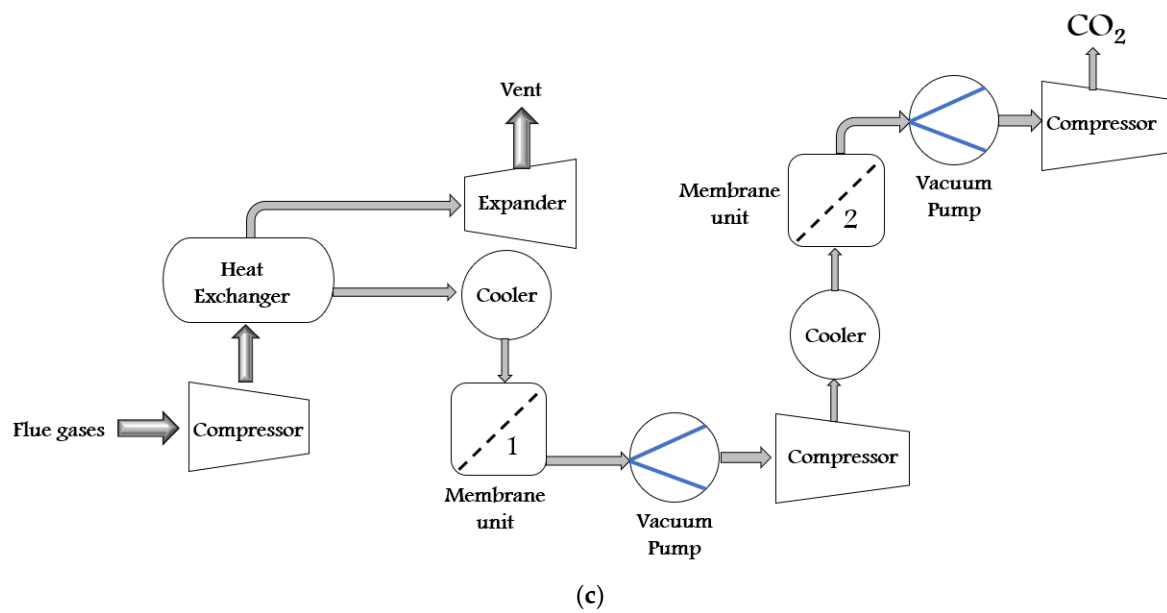 CO2
Vent
Compressor
Expander
Membrane
unit
2
Vacuum
Pump
Heat
Exchanger
Cooler
Cooler
Flue gases
Compressor
1
Compressor
Membrane
unit
Vacuum
Pump
(c)